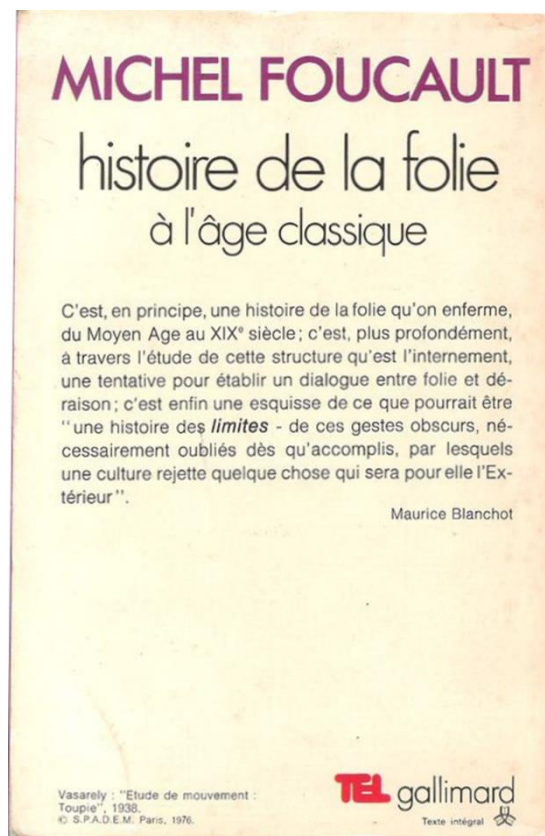 MICHEL FOUCAULT
histoire de la folie
à l'âge classique
C'est, en principe, une histoire de la folie qu'on enferme,
du Moyen Age au XIXᵉ siècle; c'est, plus profondément,
à travers l'étude de cette structure qu'est l'internement,
une tentative pour établir un dialogue entre folie et dé-
raison; c'est enfin une esquisse de ce que pourrait être
"une histoire des limites - de ces gestes obscurs, né-
cessairement oubliés dès qu'accomplis, par lesquels
une culture rejette quelque chose qui sera pour elle l'Ex-
térieur".
Maurice Blanchot
Vasarely : "Etude de mouvement :
Toupie", 1938.
© S.P.A.D.E.M. Paris, 1976.
TEL gallimard
Texte intégral